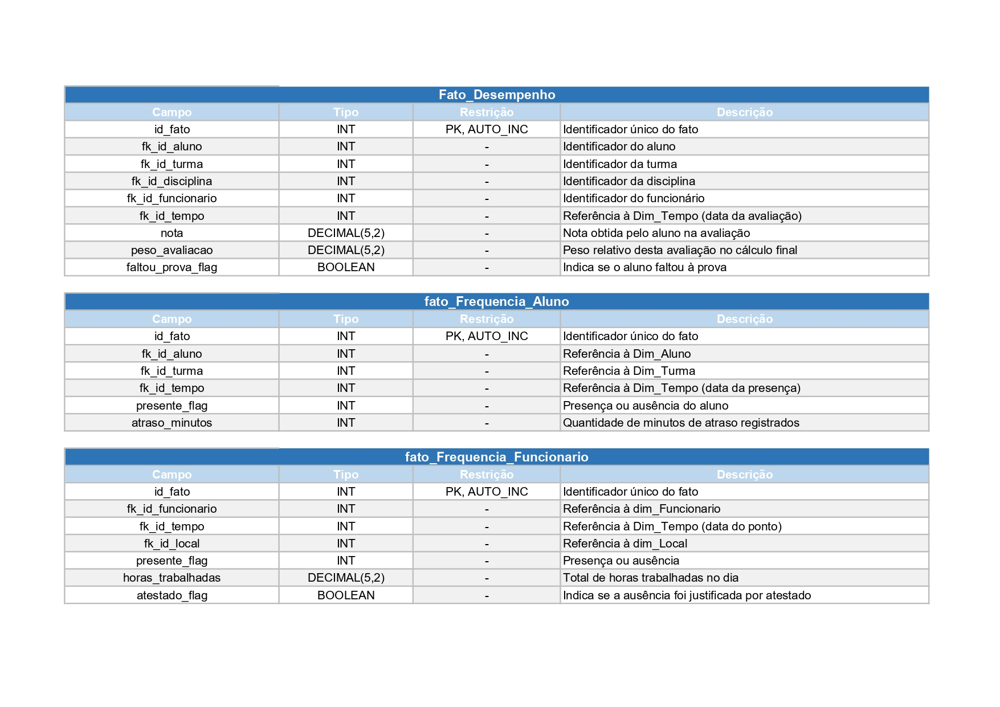 Fato_Desempenho
Campo Tipo Restrição Descrição
id_fato INT PK, AUTO_INC Identificador único do fato
fk_id_aluno INT - Identificador do aluno
fk_id_turma INT - Identificador da turma
fk_id_disciplina INT - Identificador da disciplina
fk_id_funcionario INT - Identificador do funcionário
fk_id_tempo INT - Referência à Dim_Tempo (data da avaliação)
nota DECIMAL(5,2) - Nota obtida pelo aluno na avaliação
peso_avaliacao DECIMAL(5,2) - Peso relativo desta avaliação no cálculo final
faltou_prova_flag BOOLEAN - Indica se o aluno faltou à prova
fato_Frequencia_Aluno
Campo Tipo Restrição Descrição
id_fato INT PK, AUTO_INC Identificador único do fato
fk_id_aluno INT - Referência à Dim_Aluno
fk_id_turma INT - Referência à Dim_Turma
fk_id_tempo INT - Referência à Dim_Tempo (data da presença)
presente_flag INT - Presença ou ausência do aluno
atraso_minutos INT - Quantidade de minutos de atraso registrados
fato_Frequencia_Funcionario
Campo Tipo Restrição Descrição
id_fato INT PK, AUTO_INC Identificador único do fato
fk_id_funcionario INT - Referência à dim_Funcionario
fk_id_tempo INT - Referência à Dim_Tempo (data do ponto)
fk_id_local INT - Referência à dim_Local
presente_flag INT - Presença ou ausência
horas_trabalhadas DECIMAL(5,2) - Total de horas trabalhadas no dia
atestado_flag BOOLEAN - Indica se a ausência foi justificada por atestado